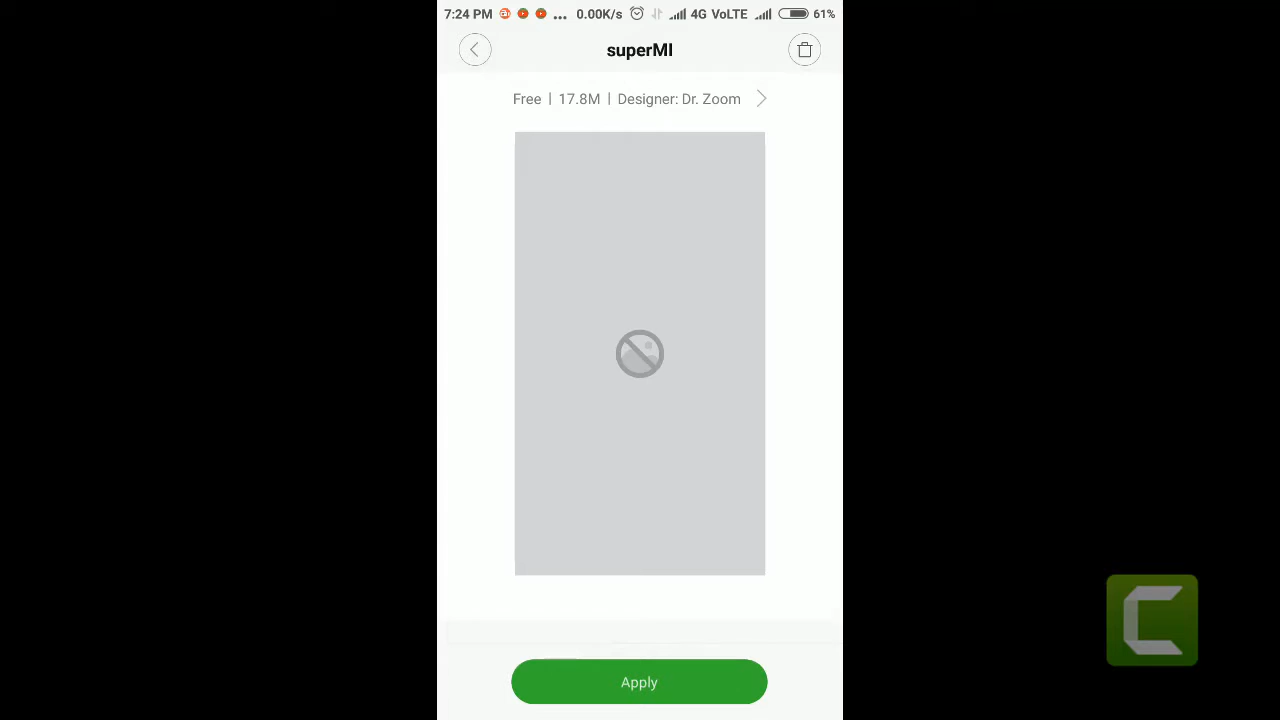 7:24 PM ... 0.00K/s 4G VoLTE 61%
superMI
Free | 17.8M | Designer: Dr. Zoom
Apply